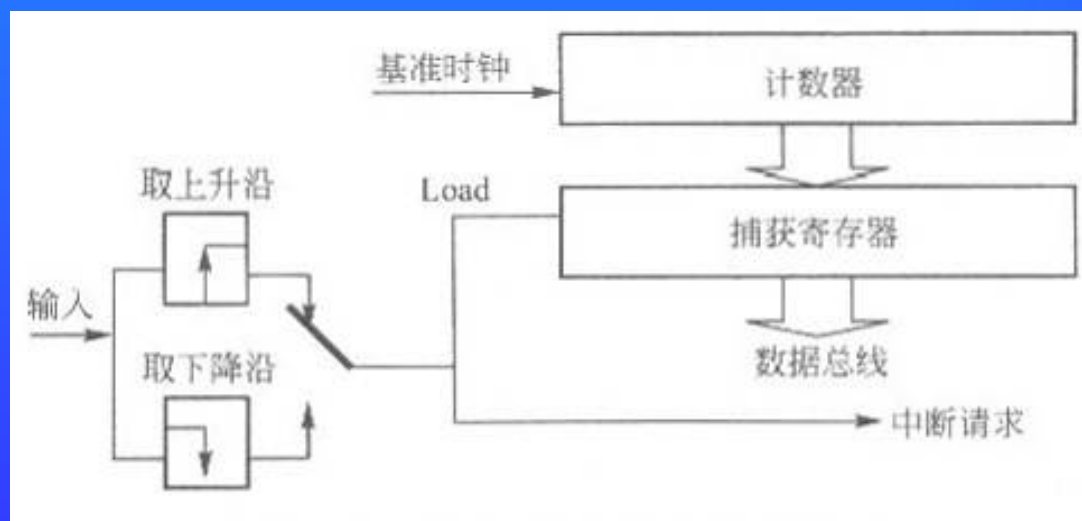 基准时钟
计数器
取上升沿
Load
捕获寄存器
输入
取下降沿
数据总线
中断请求